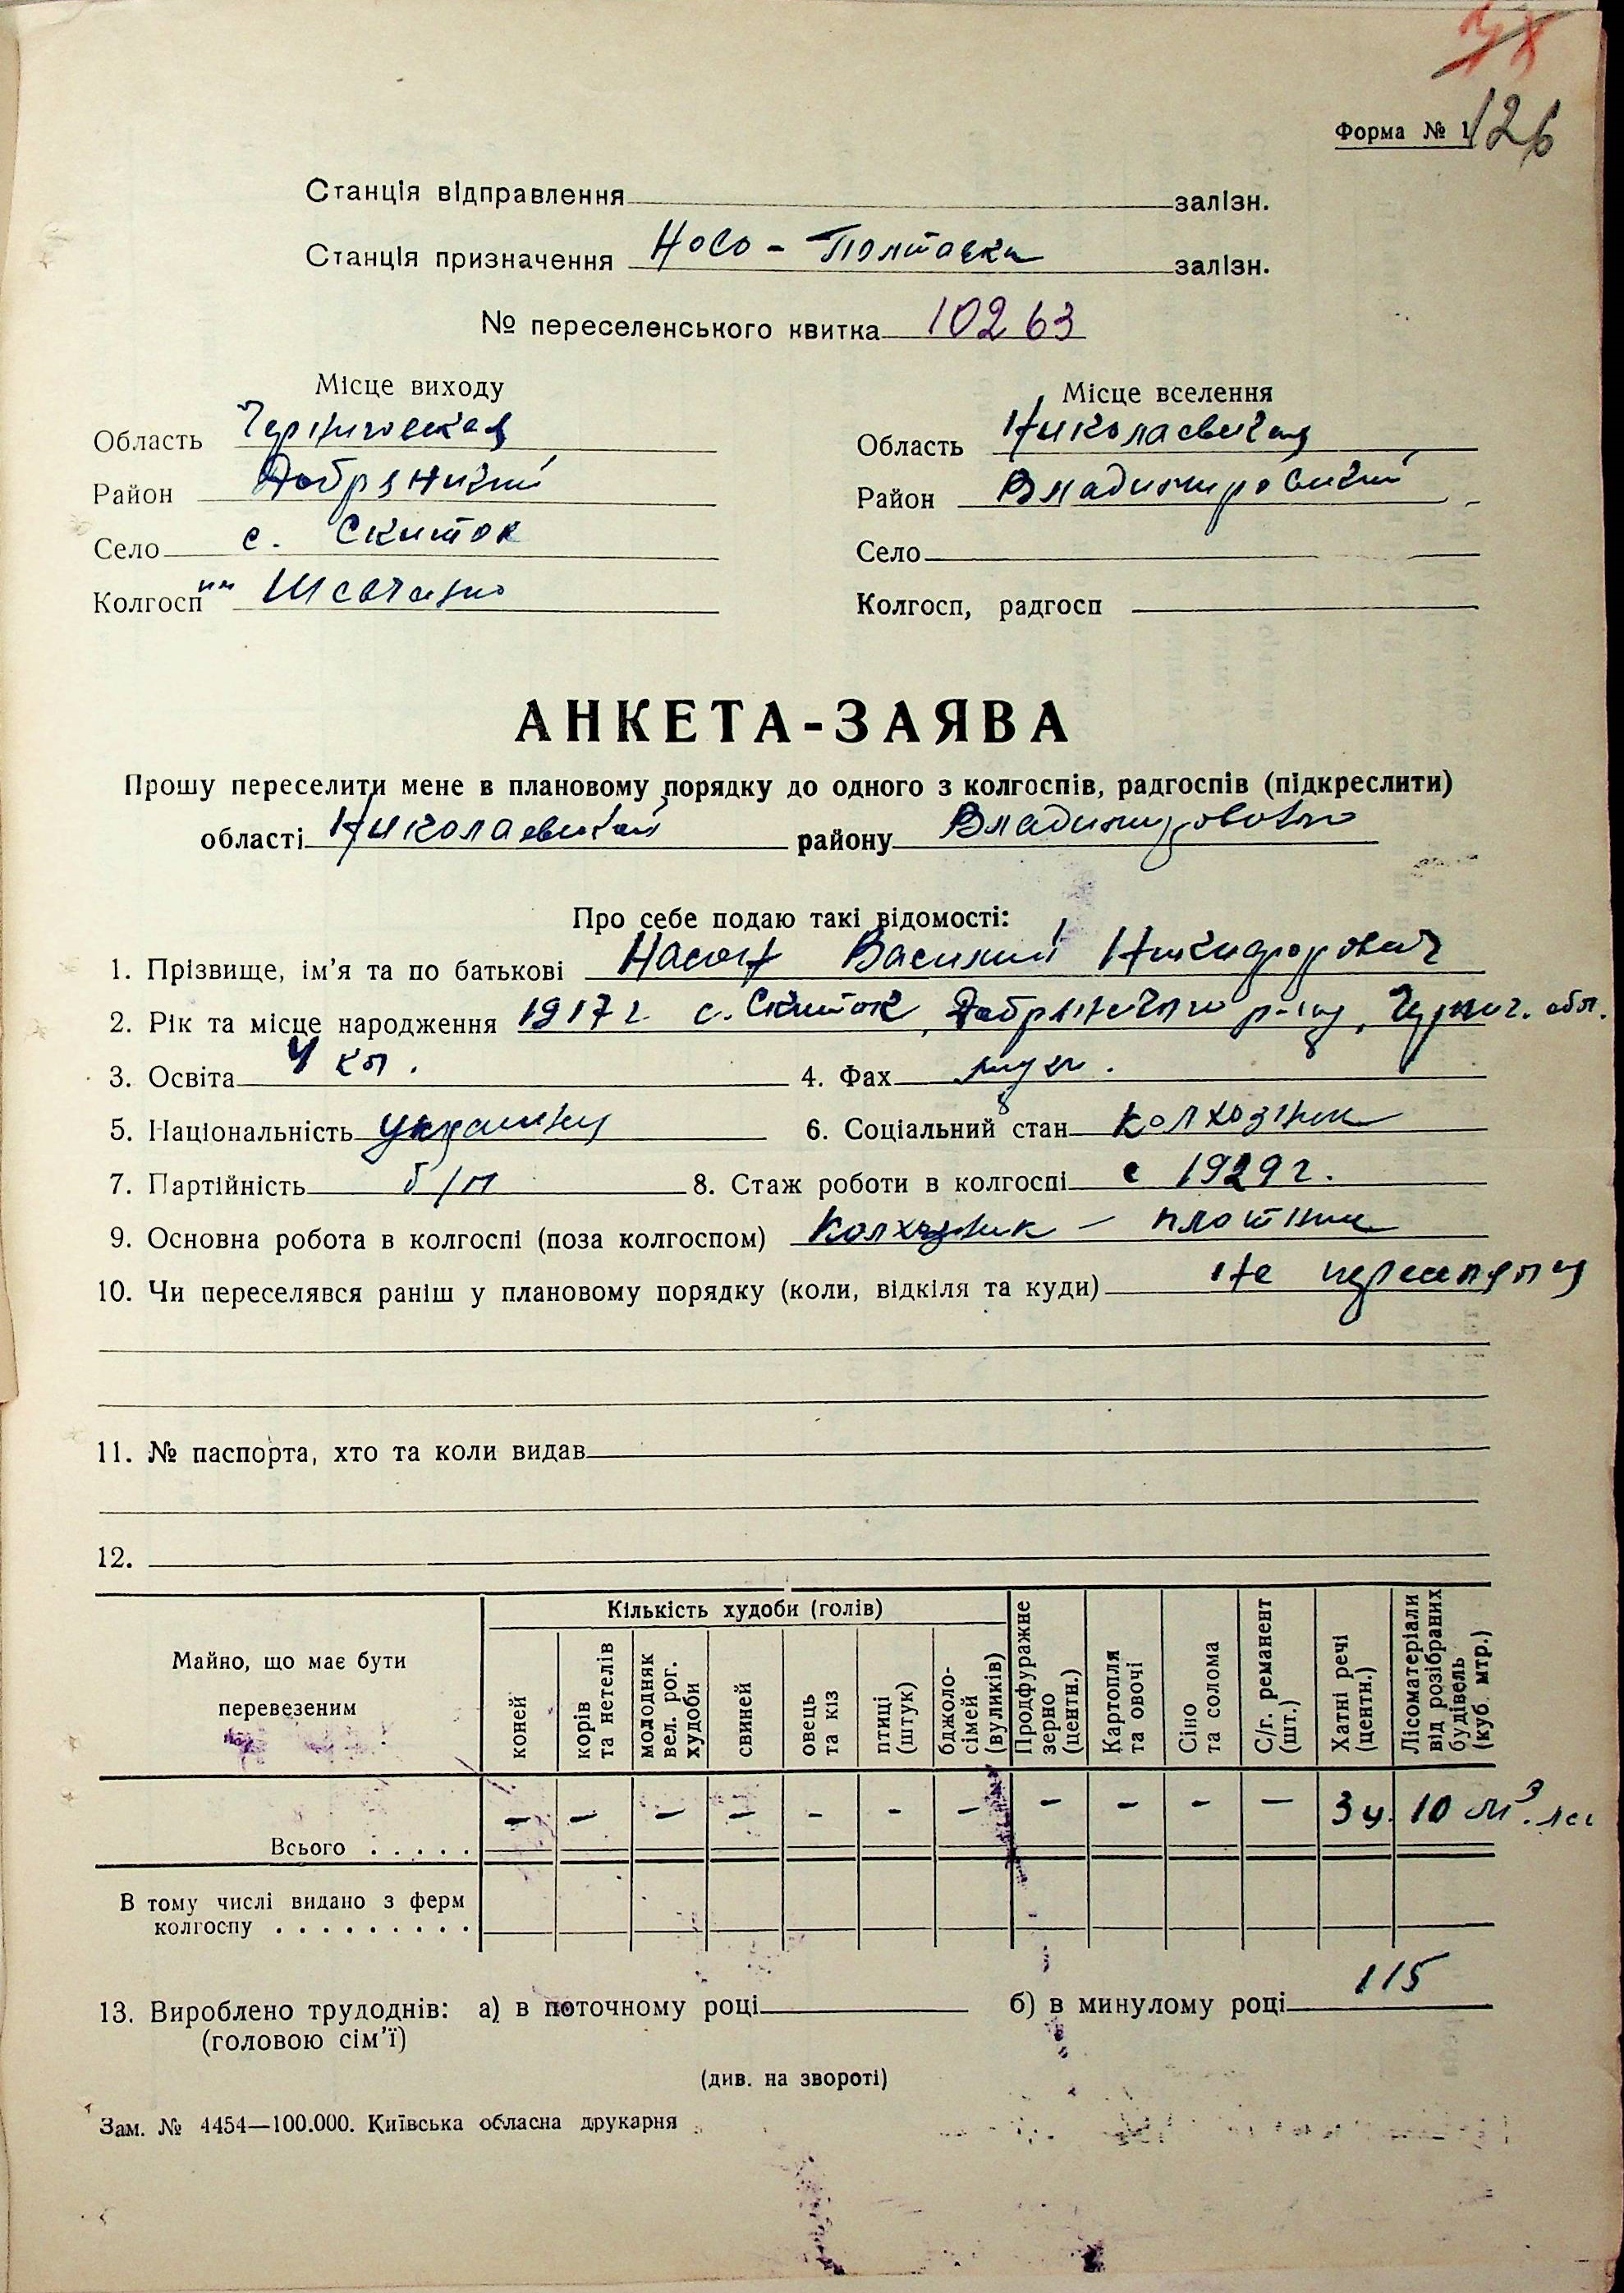 Форма № 1
126
Станція відправлення залізн.
Станція призначення Ново - Полтавка залізн.
№ переселенського квитка 10263
Місце виходу
Область Черниговская
Район Добрянский
Село с. Скиток
Колгосп им Шевченко
Місце вселення
Область Николаевская
Район Владимировский
Село
Колгосп, радгосп
АНКЕТА-ЗАЯВА
Прошу переселити мене в плановому порядку до одного з колгоспів, радгоспів (підкреслити)
області Николаевской району Владимировского
Про себе подаю такі відомості:
1. Прізвище, ім'я та по батькові Василий Никифорович
2. Рік та місце народження 1917 г. с. Скиток, Добрянского р-на, Черниг. обл.
3. Освіта 4 кл. 4. Фах
5. Національність украинец 6. Соціальний стан колхозник
7. Партійність б/п 8. Стаж роботи в колгоспі с 1929 г.
9. Основна робота в колгоспі (поза колгоспом) Колхозник - плотник
10. Чи переселявся раніш у плановому порядку (коли, відкіля та куди) не
11. № паспорта, хто та коли видав
12.
Майно, що має бути перевезеним
Кількість худоби (голів)
коней
корів та нетелів
молодняк вел. рог. худоби
свиней
овець та кіз
птиці (штук)
бджоло-сімей (вуликів)
Продфуражне зерно (центн.)
Картопля та овочі
Сіно та солома
С/г. реманент (шт.)
Хатні речі (центн.)
Лісоматеріали від розібраних будівель (куб. мтр.)
Всього . . . . . - - - - - - - - - - - 3 ц. 10 м³.
В тому числі видано з ферм
колгоспу . . . . . . . . .
13. Вироблено трудоднів: а) в поточному році б) в минулому році 115
(головою сім'ї)
(див. на звороті)
Зам. № 4454—100.000. Київська обласна друкарня